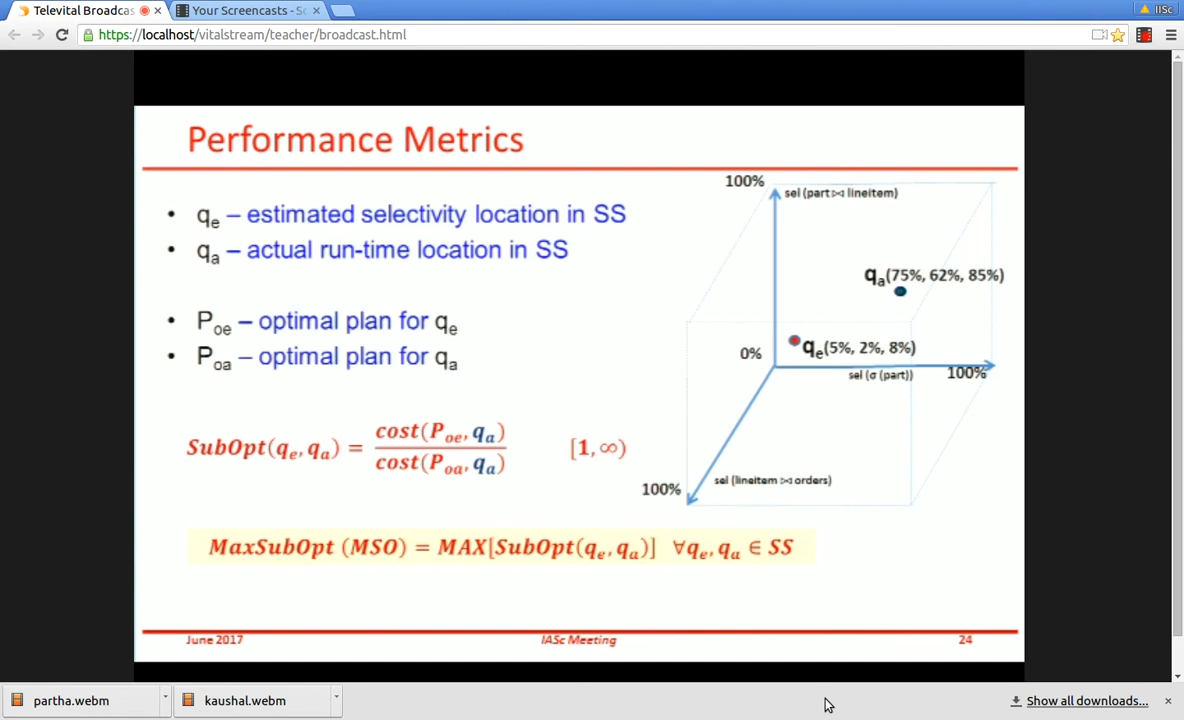 Televital Broadcas
Your Screencasts - Sc
IISc
https://localhost/vitalstream/teacher/broadcast.html
Performance Metrics
• qe – estimated selectivity location in SS
• qa – actual run-time location in SS
• Poe – optimal plan for qe
• Poa – optimal plan for qa
SubOpt(qe, qa) = cost(Poe, qa) / cost(Poa, qa) [1, ∞)
MaxSubOpt (MSO) = MAX[SubOpt(qe, qa)] ∀qe, qa ∈ SS
100%
sel (part ⋈ lineitem)
qa(75%, 62%, 85%)
0%
qe(5%, 2%, 8%)
sel (σ (part))
100%
sel (lineitem ⋈ orders)
100%
June 2017
IASc Meeting
24
partha.webm
kaushal.webm
Show all downloads...